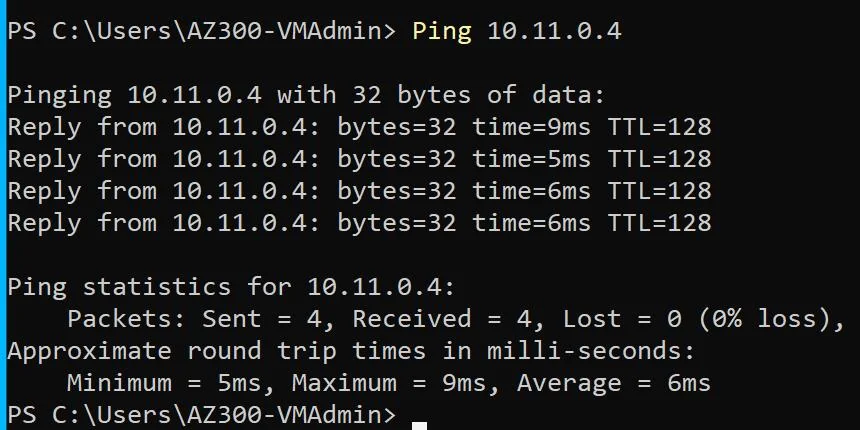 PS C:\Users\AZ300-VMAdmin> Ping 10.11.0.4
Pinging 10.11.0.4 with 32 bytes of data:
Reply from 10.11.0.4: bytes=32 time=9ms TTL=128
Reply from 10.11.0.4: bytes=32 time=5ms TTL=128
Reply from 10.11.0.4: bytes=32 time=6ms TTL=128
Reply from 10.11.0.4: bytes=32 time=6ms TTL=128
Ping statistics for 10.11.0.4:
    Packets: Sent = 4, Received = 4, Lost = 0 (0% loss),
Approximate round trip times in milli-seconds:
    Minimum = 5ms, Maximum = 9ms, Average = 6ms
PS C:\Users\AZ300-VMAdmin>